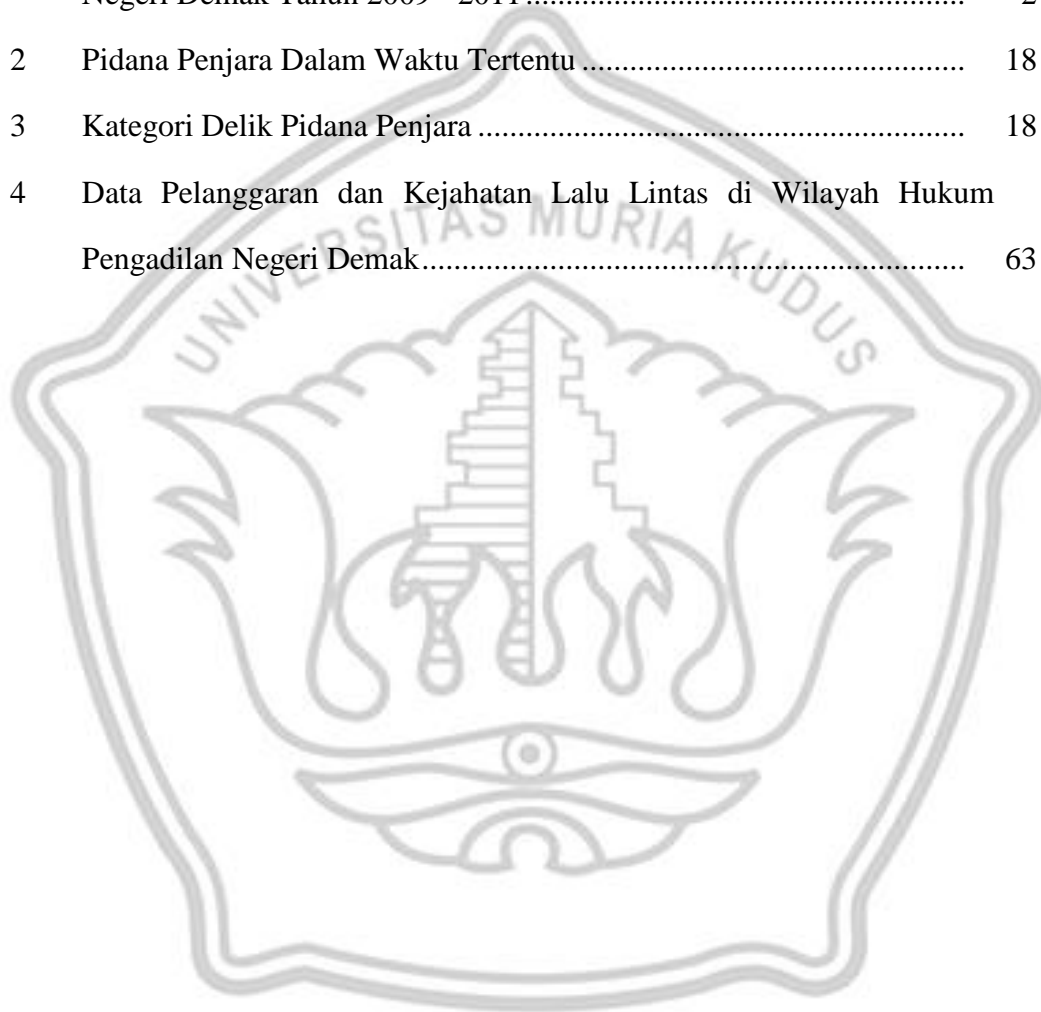 Negeri Demak Tahun 2009 - 2011 ........................................................ 2
2 Pidana Penjara Dalam Waktu Tertentu ................................................ 18
3 Kategori Delik Pidana Penjara .............................................................. 18
4 Data Pelanggaran dan Kejahatan Lalu Lintas di Wilayah Hukum
Pengadilan Negeri Demak ..................................................................... 63
UNIVERSITAS MURIA KUDUS